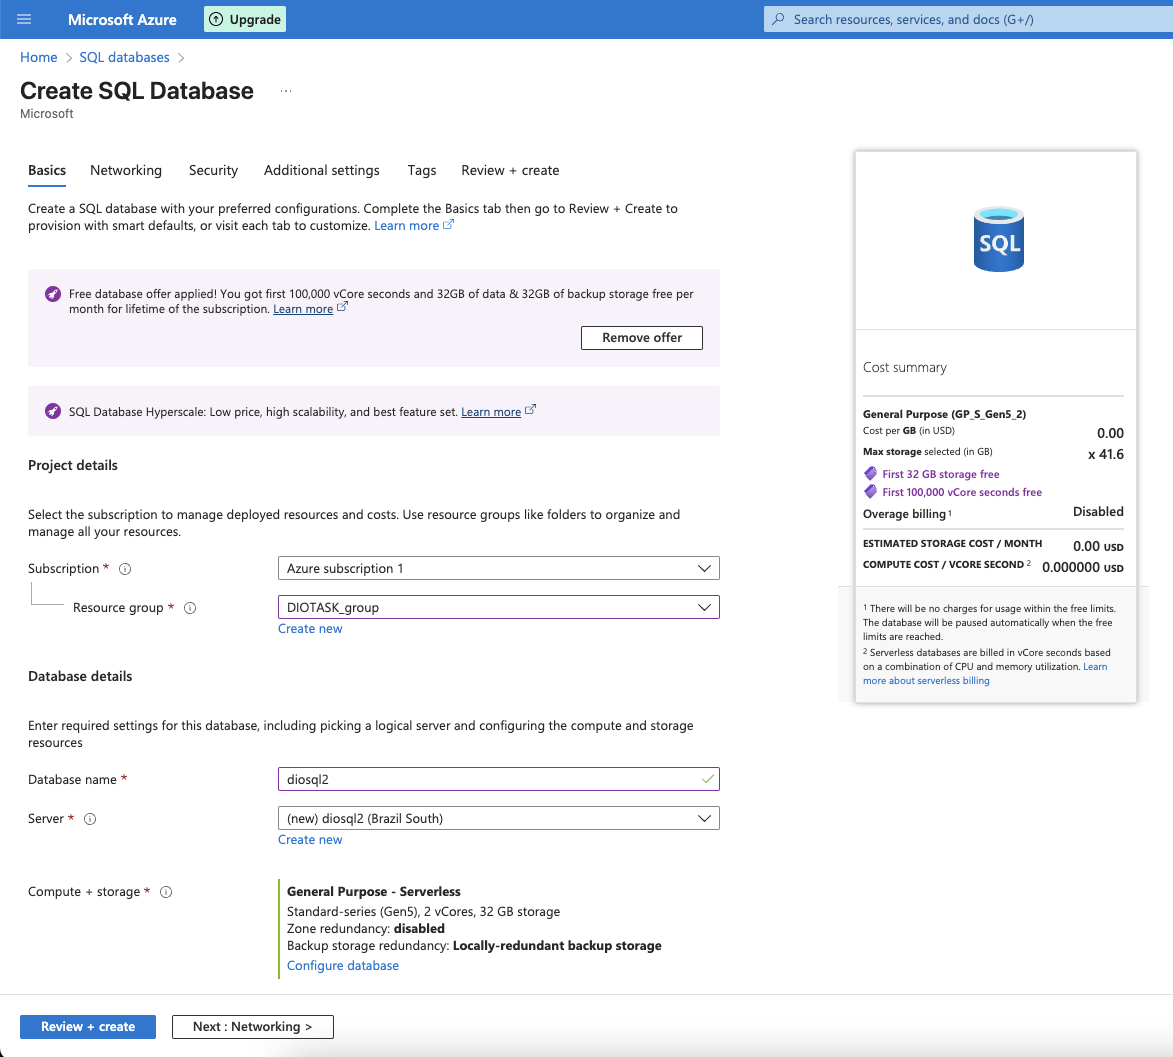 Microsoft Azure
Upgrade
Search resources, services, and docs (G+/)
Home > SQL databases >
Create SQL Database ...
Microsoft
Basics Networking Security Additional settings Tags Review + create
Create a SQL database with your preferred configurations. Complete the Basics tab then go to Review + Create to
provision with smart defaults, or visit each tab to customize. Learn more
Free database offer applied! You got first 100,000 vCore seconds and 32GB of data & 32GB of backup storage free per
month for lifetime of the subscription. Learn more
Remove offer
SQL Database Hyperscale: Low price, high scalability, and best feature set. Learn more
Project details
Select the subscription to manage deployed resources and costs. Use resource groups like folders to organize and
manage all your resources.
Subscription *
Azure subscription 1
Resource group *
DIOTASK_group
Create new
Database details
Enter required settings for this database, including picking a logical server and configuring the compute and storage
resources
Database name *
diosql2
Server *
(new) diosql2 (Brazil South)
Create new
Compute + storage *
General Purpose - Serverless
Standard-series (Gen5), 2 vCores, 32 GB storage
Zone redundancy: disabled
Backup storage redundancy: Locally-redundant backup storage
Configure database
Review + create
Next : Networking >
SQL
Cost summary
General Purpose (GP_S_Gen5_2)
Cost per GB (in USD) 0.00
Max storage selected (in GB) x 41.6
First 32 GB storage free
First 100,000 vCore seconds free
Overage billing ¹ Disabled
ESTIMATED STORAGE COST / MONTH 0.00 USD
COMPUTE COST / VCORE SECOND ² 0.000000 USD
¹ There will be no charges for usage within the free limits.
The database will be paused automatically when the free
limits are reached.
² Serverless databases are billed in vCore seconds based
on a combination of CPU and memory utilization. Learn
more about serverless billing